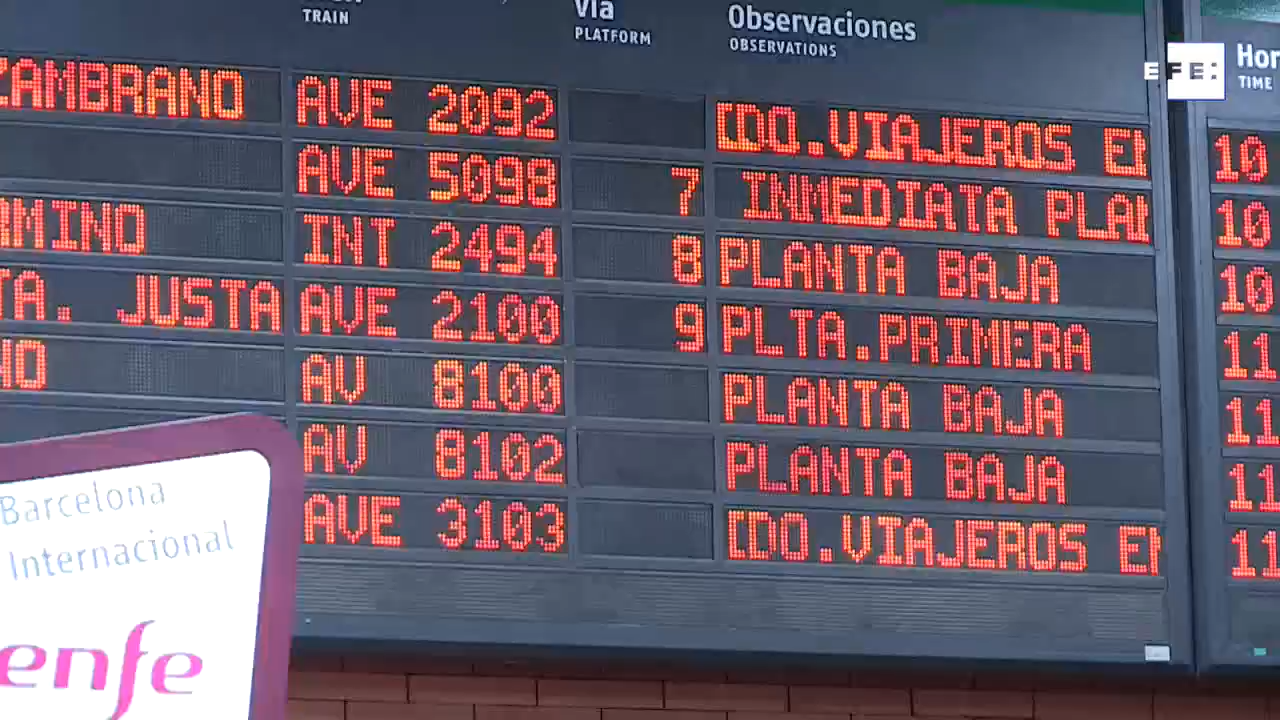 TRAIN
Vía
PLATFORM
Observaciones
OBSERVATIONS
EFE:
TIME
ZAMBRANO AVE 2092 CDO.VIAJEROS 10
AVE 5098 7 INMEDIATA 10
INT 2494 8 PLANTA BAJA 10
JUSTA AVE 2100 9 PLTA.PRIMERA 11
AV 8100 PLANTA BAJA 11
AV 8102 PLANTA BAJA 11
AVE 3103 CDO.VIAJEROS 11
Barcelona
Internacional
enfe